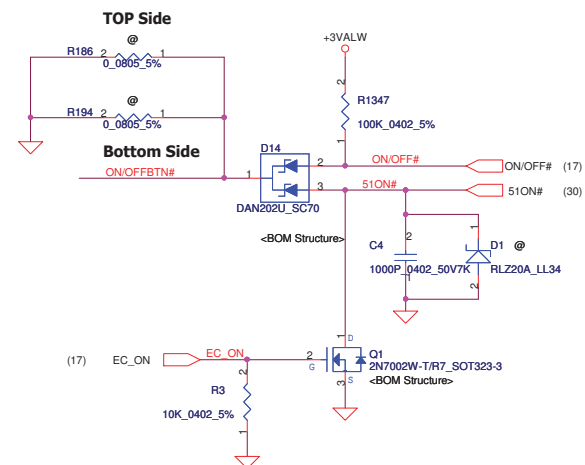 TOP Side
@
R186 2 1
0_0805_5%
@
R194 2 1
0_0805_5%
Bottom Side
ON/OFFBTN#
+3VALW
2
R1347
100K_0402_5%
1
D14
1
2
3
DAN202U_SC70
ON/OFF#
ON/OFF# (17)
51ON#
51ON# (30)
<BOM Structure>
2
C4
1000P_0402_50V7K
1
1
D1 @
RLZ20A_LL34
2
1 D
Q1
2N7002W-T/R7_SOT323-3
<BOM Structure>
2
G
3 S
(17) EC_ON
EC_ON
2
R3
10K_0402_5%
1